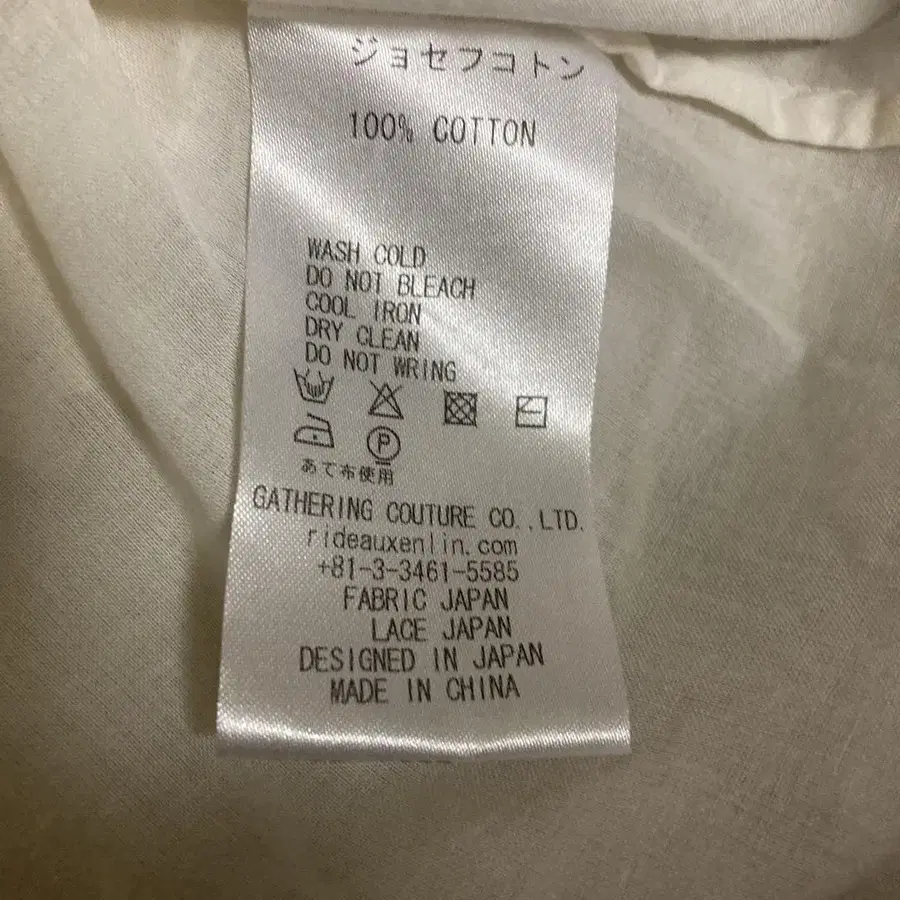 ジョセフコトン
100% COTTON
WASH COLD
DO NOT BLEACH
COOL IRON
DRY CLEAN
DO NOT WRING
P
あて布使用
GATHERING COUTURE CO.,LTD.
rideauxenlin.com
+81-3-3461-5585
FABRIC JAPAN
LACE JAPAN
DESIGNED IN JAPAN
MADE IN CHINA